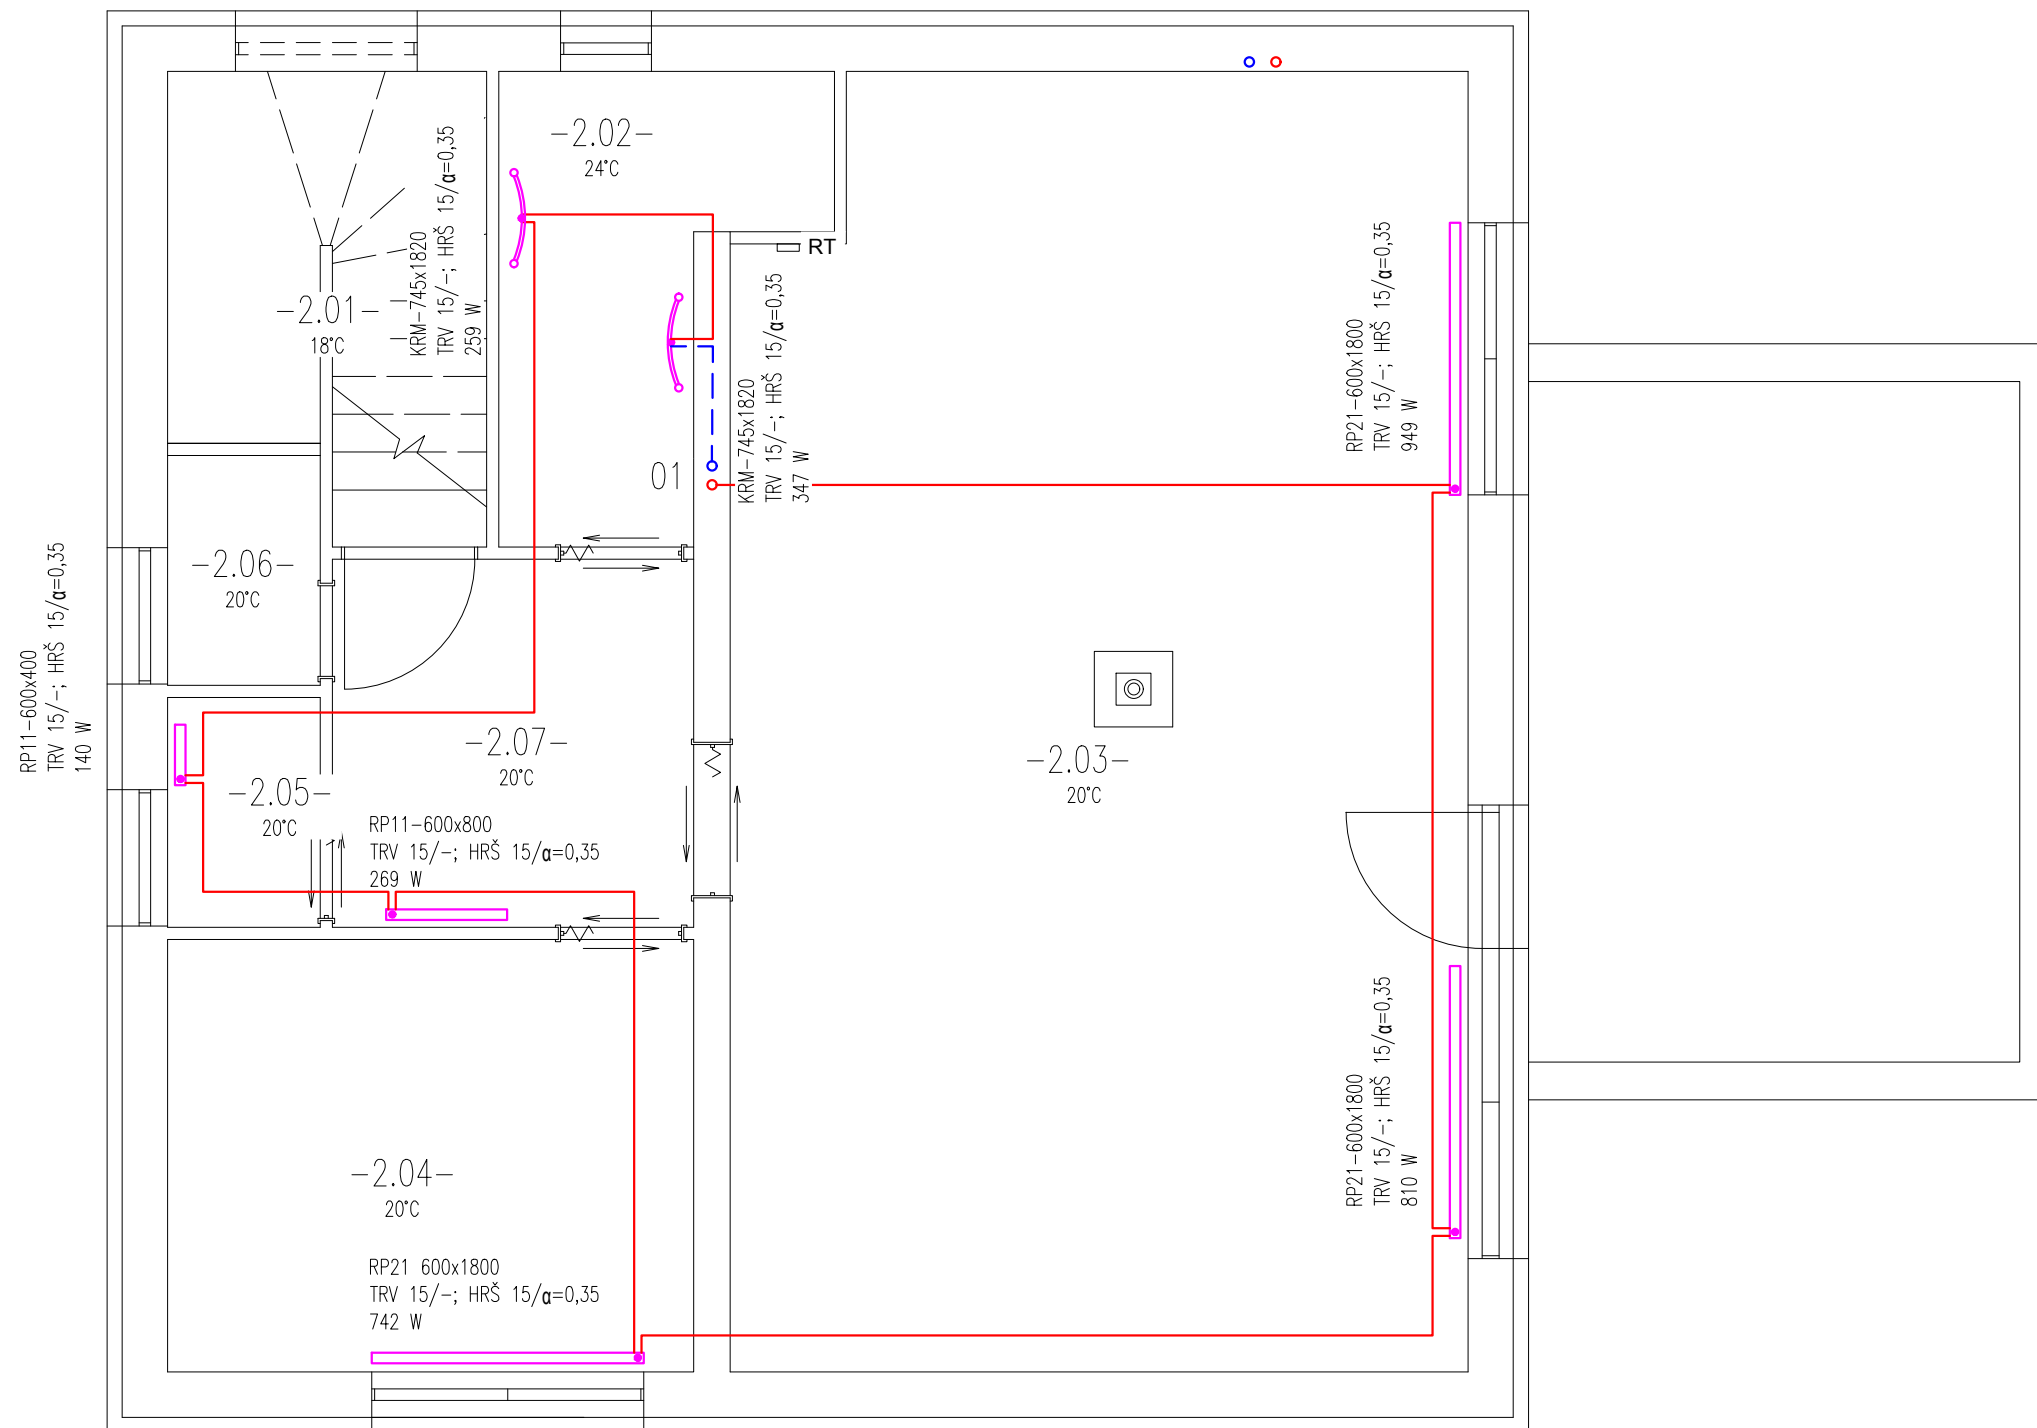 -2.02-
24°C
KRM-745x1820
TRV 15/-; HRŠ 15/α=0,35
259 W
RT
-2.01-
18°C
KRM-745x1820
TRV 15/-; HRŠ 15/α=0,35
347 W
RP21-600x1800
TRV 15/-; HRŠ 15/α=0,35
949 W
01
-2.06-
20°C
RP11-600x400
TRV 15/-; HRŠ 15/α=0,35
140 W
-2.07-
20°C
-2.03-
20°C
-2.05-
20°C
RP11-600x800
TRV 15/-; HRŠ 15/α=0,35
269 W
RP21-600x1800
TRV 15/-; HRŠ 15/α=0,35
810 W
-2.04-
20°C
RP21 600x1800
TRV 15/-; HRŠ 15/α=0,35
742 W